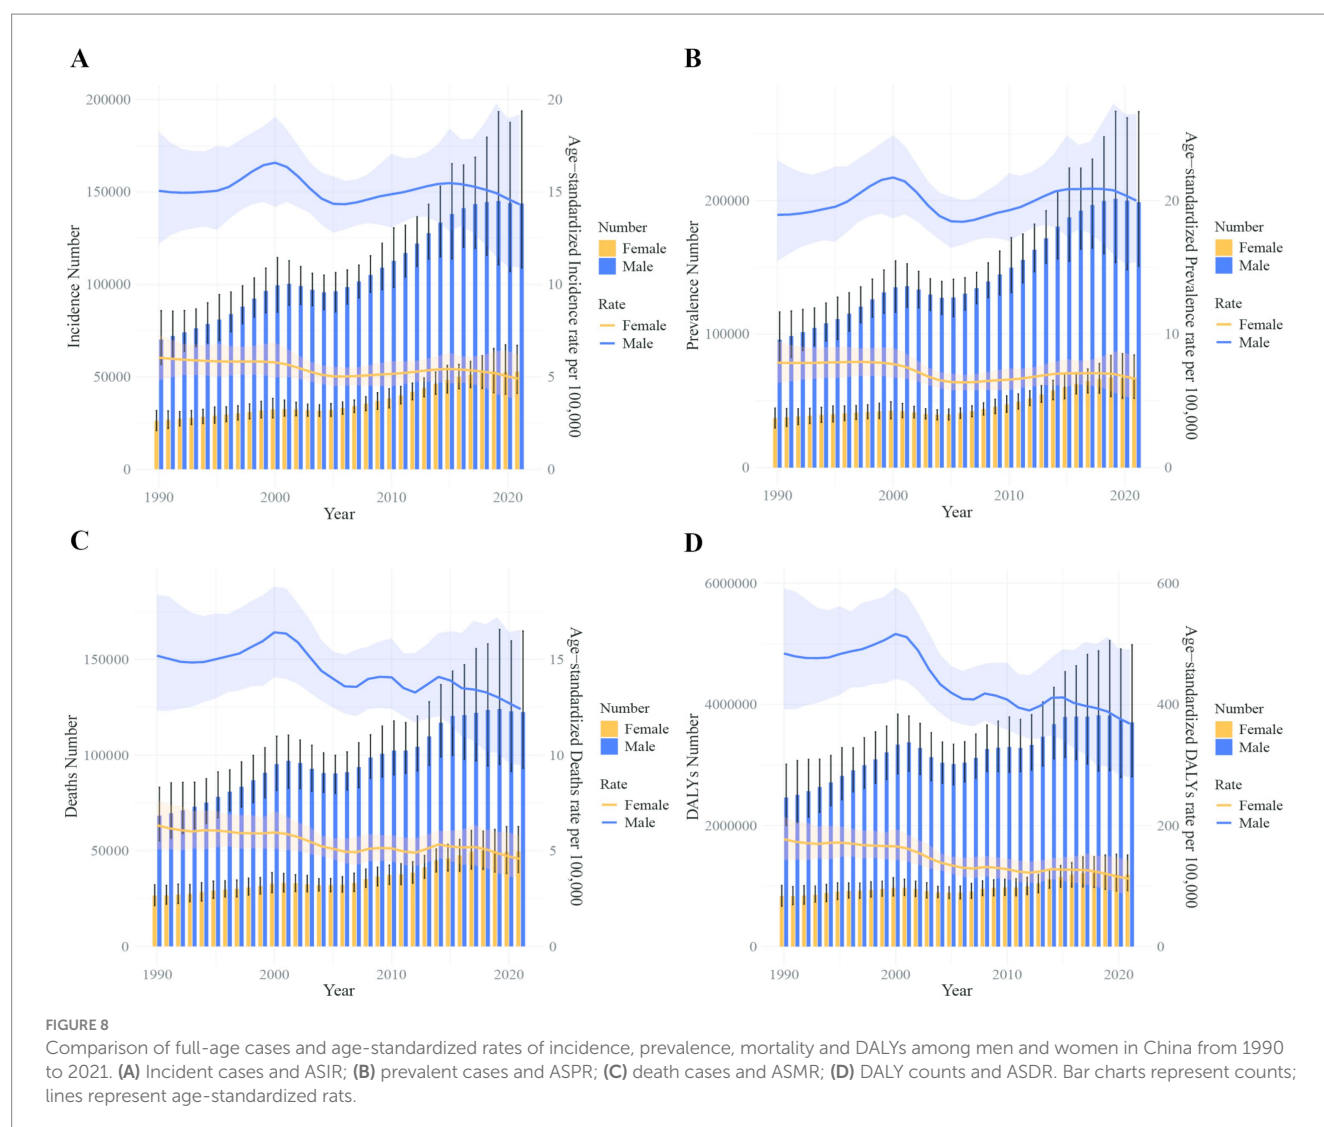 A
200000
150000
100000
50000
0
Incidence Number
20
15
10
5
0
Age–standardized Incidence rate per 100,000
1990
2000
2010
2020
Year
Number
Female
Male
Rate
Female
Male
B
200000
100000
0
Prevalence Number
20
10
0
Age–standardized Prevalence rate per 100,000
1990
2000
2010
2020
Year
Number
Female
Male
Rate
Female
Male
C
150000
100000
50000
0
Deaths Number
15
10
5
0
Age–standardized Deaths rate per 100,000
1990
2000
2010
2020
Year
Number
Female
Male
Rate
Female
Male
D
6000000
4000000
2000000
0
DALYs Number
600
400
200
0
Age–standardized DALYs rate per 100,000
1990
2000
2010
2020
Year
Number
Female
Male
Rate
Female
Male
FIGURE 8
Comparison of full-age cases and age-standardized rates of incidence, prevalence, mortality and DALYs among men and women in China from 1990
to 2021. (A) Incident cases and ASIR; (B) prevalent cases and ASPR; (C) death cases and ASMR; (D) DALY counts and ASDR. Bar charts represent counts;
lines represent age-standardized rats.